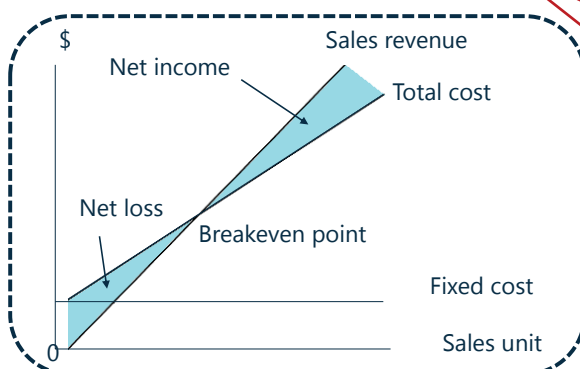 $
Sales revenue
Net income
Total cost
Net loss
Breakeven point
Fixed cost
0
Sales unit